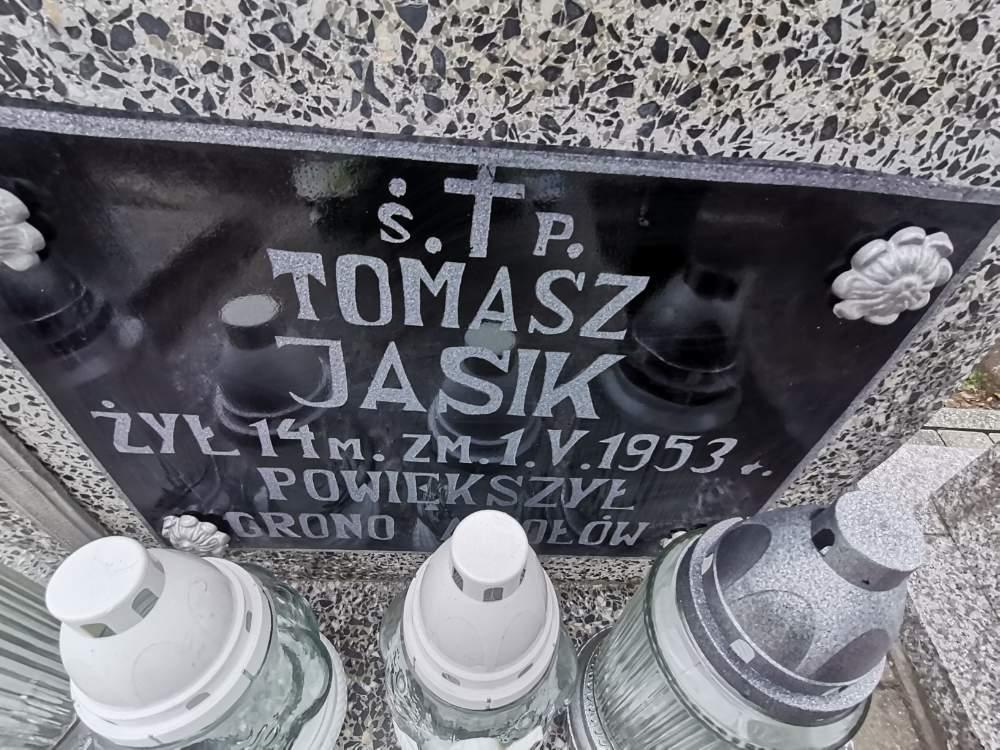 Ś. P.
TOMASZ
JASIK
ŻYŁ 14 M. ZM. 1. V. 1953 r.
POWIĘKSZYŁ
GRONO